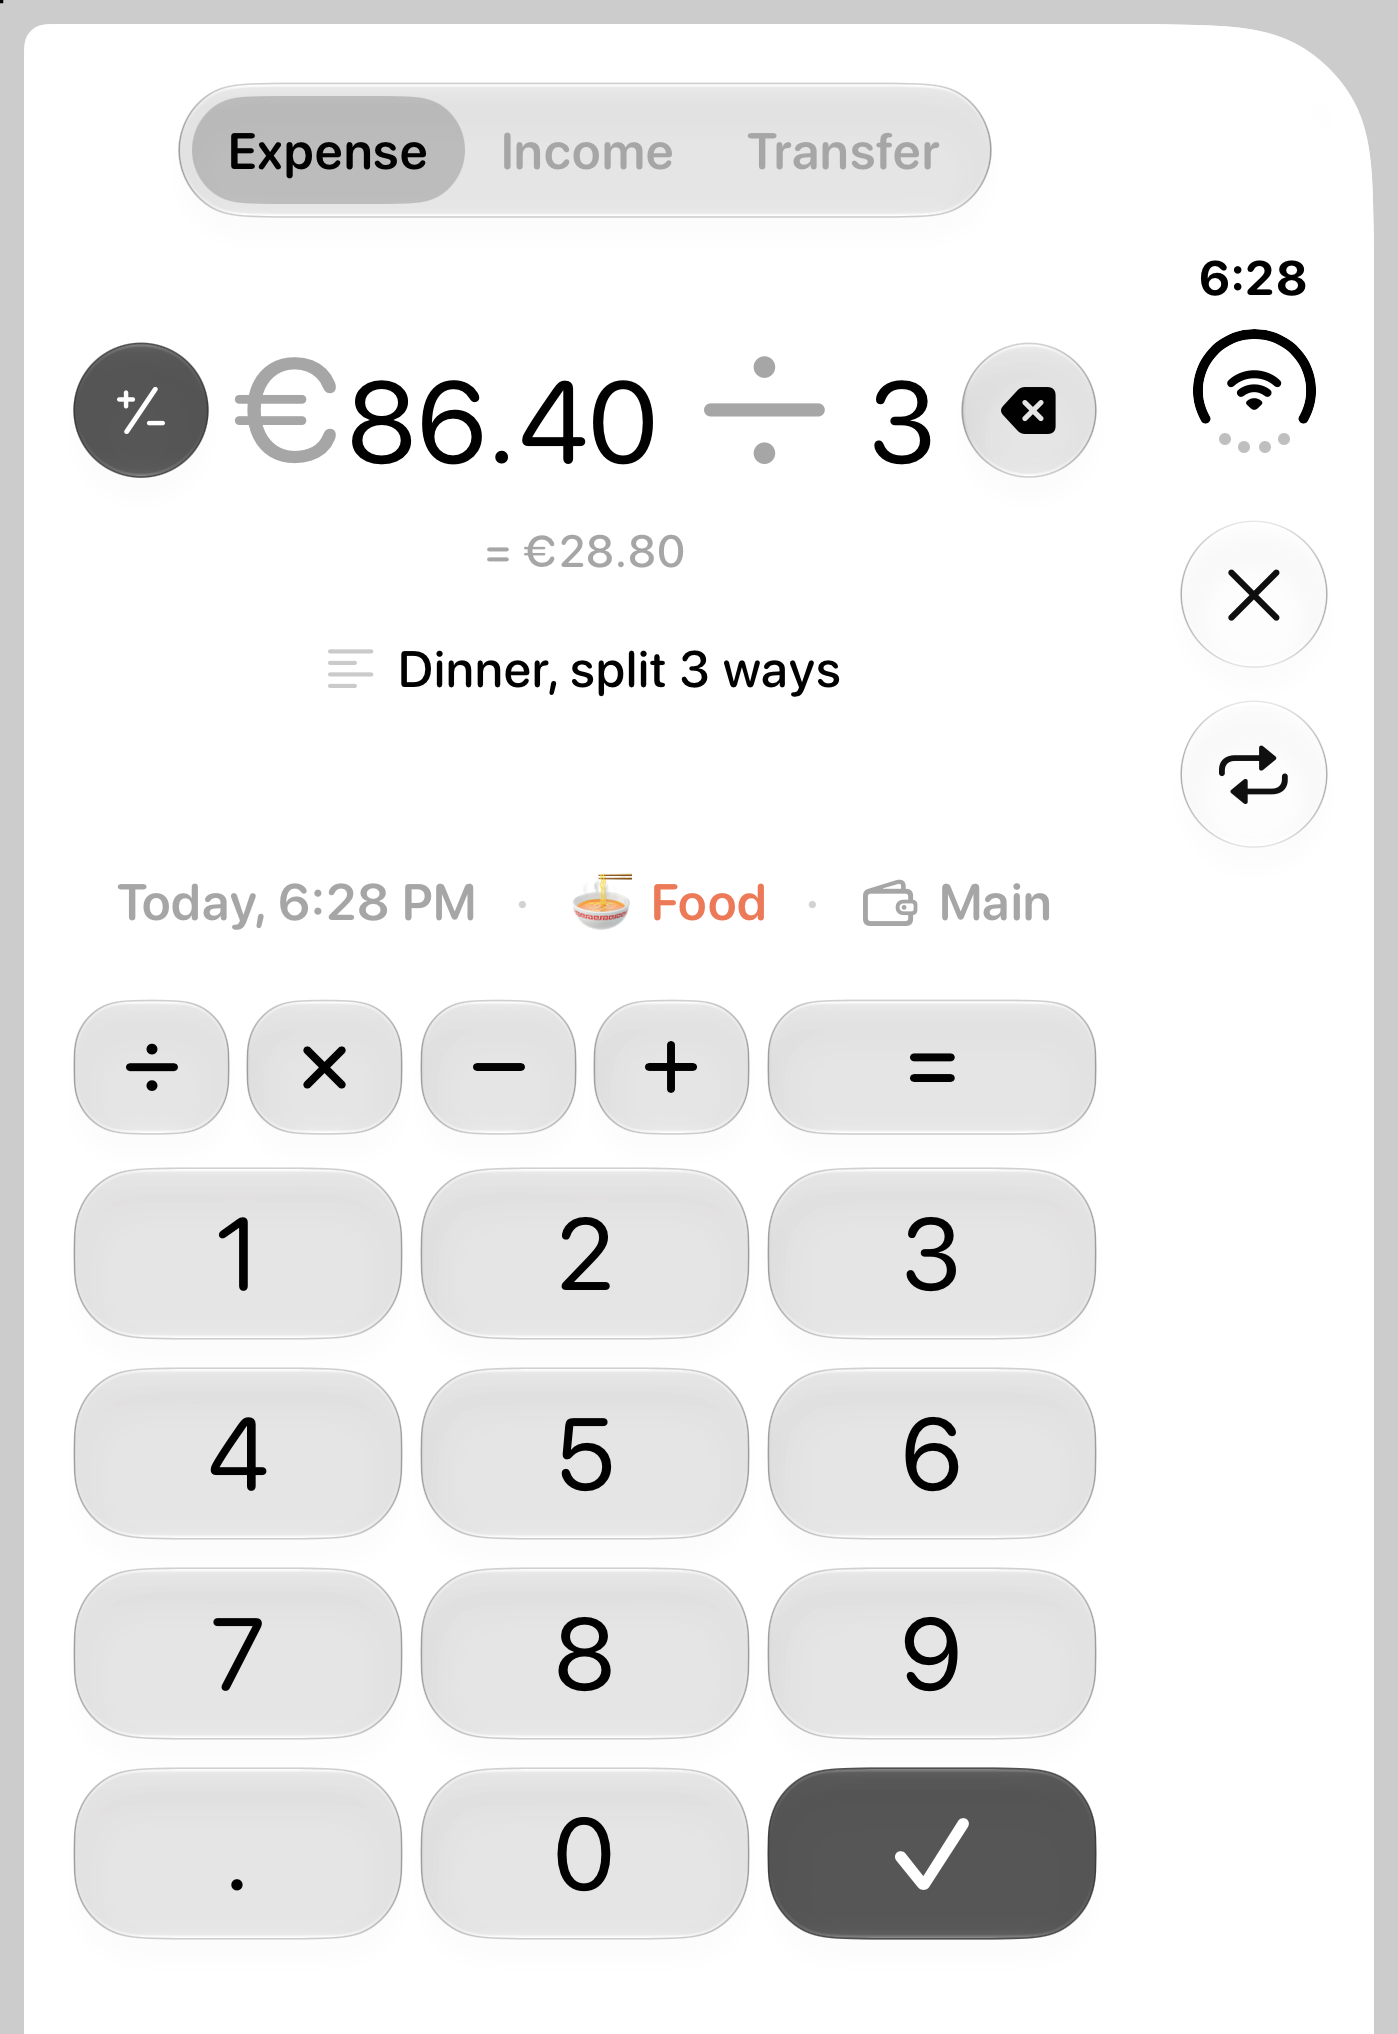 Expense Income Transfer
6:28
+/- €86.40 ÷ 3
= €28.80
Dinner, split 3 ways
Today, 6:28 PM · Food · Main
÷ × − + =
1 2 3
4 5 6
7 8 9
. 0